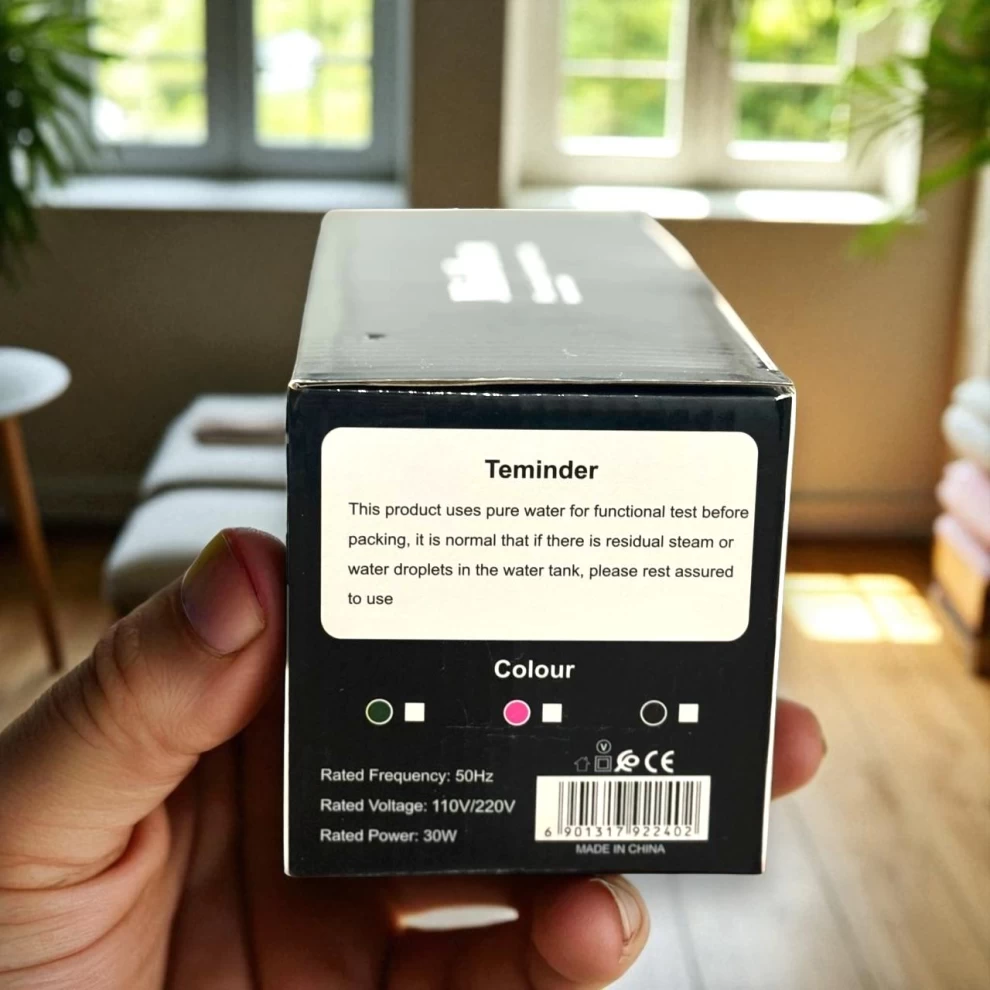 Teminder
This product uses pure water for functional test before
packing, it is normal that if there is residual steam or
water droplets in the water tank, please rest assured
to use
Colour
V
CE
Rated Frequency: 50Hz
Rated Voltage: 110V/220V
Rated Power: 30W
6 901317 922402
MADE IN CHINA